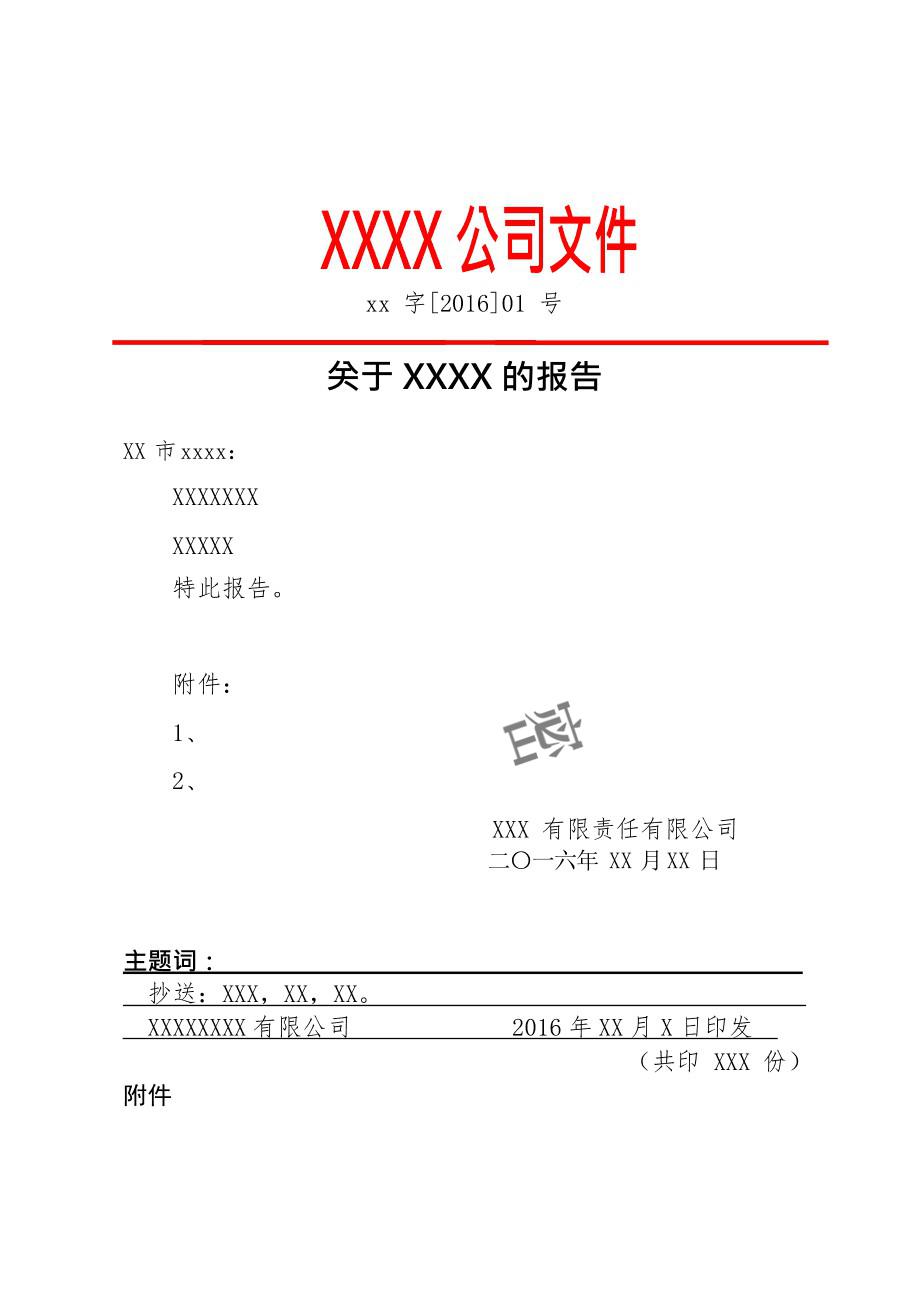 XXXX 公司文件
xx 字[2016]01 号
关于 XXXX 的报告
XX 市 xxxx：
XXXXXXX
XXXXX
特此报告。
附件：
1、
2、
XXX 有限责任有限公司
二〇一六年 XX 月 XX 日
主题词：
抄送：XXX，XX，XX。
XXXXXXXX 有限公司 2016 年 XX 月 X 日印发
（共印 XXX 份）
附件